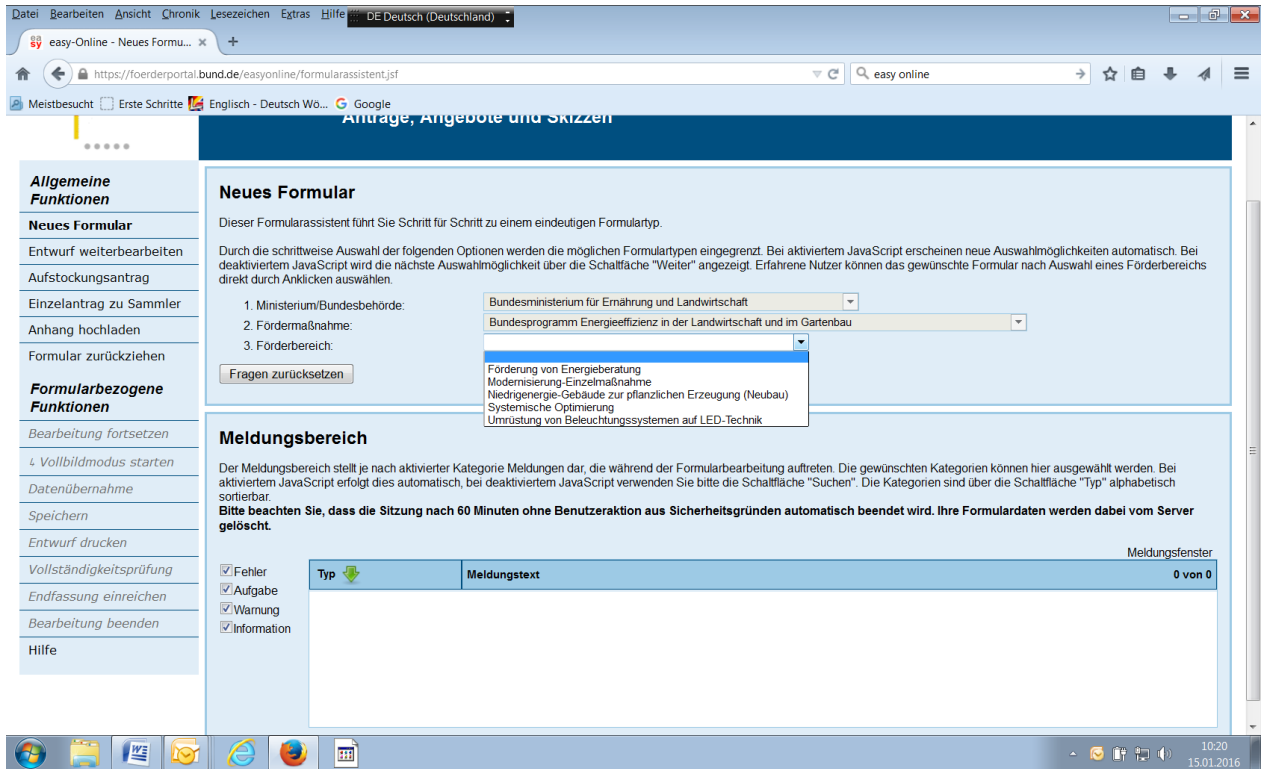 Datei Bearbeiten Ansicht Chronik Lesezeichen Extras Hilfe DE Deutsch (Deutschland)
easy-Online - Neues Formu...
https://foerderportal.bund.de/easyonline/formularassistent.jsf
easy online
Meistbesucht Erste Schritte Englisch - Deutsch Wö... Google
Anträge, Angebote und Skizzen
Allgemeine
Funktionen
Neues Formular
Entwurf weiterbearbeiten
Aufstockungsantrag
Einzelantrag zu Sammler
Anhang hochladen
Formular zurückziehen
Formularbezogene
Funktionen
Bearbeitung fortsetzen
↳ Vollbildmodus starten
Datenübernahme
Speichern
Entwurf drucken
Vollständigkeitsprüfung
Endfassung einreichen
Bearbeitung beenden
Hilfe
Neues Formular
Dieser Formularassistent führt Sie Schritt für Schritt zu einem eindeutigen Formulartyp.
Durch die schrittweise Auswahl der folgenden Optionen werden die möglichen Formulartypen eingegrenzt. Bei aktiviertem JavaScript erscheinen neue Auswahlmöglichkeiten automatisch. Bei
deaktiviertem JavaScript wird die nächste Auswahlmöglichkeit über die Schaltfäche "Weiter" angezeigt. Erfahrene Nutzer können das gewünschte Formular nach Auswahl eines Förderbereichs
direkt durch Anklicken auswählen.
1. Ministerium/Bundesbehörde: Bundesministerium für Ernährung und Landwirtschaft
2. Fördermaßnahme: Bundesprogramm Energieeffizienz in der Landwirtschaft und im Gartenbau
3. Förderbereich:
Förderung von Energieberatung
Modernisierung-Einzelmaßnahme
Niedrigenergie-Gebäude zur pflanzlichen Erzeugung (Neubau)
Systemische Optimierung
Umrüstung von Beleuchtungssystemen auf LED-Technik
Fragen zurücksetzen
Meldungsbereich
Der Meldungsbereich stellt je nach aktivierter Kategorie Meldungen dar, die während der Formularbearbeitung auftreten. Die gewünschten Kategorien können hier ausgewählt werden. Bei
aktiviertem JavaScript erfolgt dies automatisch, bei deaktiviertem JavaScript verwenden Sie bitte die Schaltfäche "Suchen". Die Kategorien sind über die Schaltfäche "Typ" alphabetisch
sortierbar.
Bitte beachten Sie, dass die Sitzung nach 60 Minuten ohne Benutzeraktion aus Sicherheitsgründen automatisch beendet wird. Ihre Formulardaten werden dabei vom Server
gelöscht.
Meldungsfenster
Fehler
Aufgabe
Warnung
Information
Typ Meldungstext 0 von 0
10:20
15.01.2016